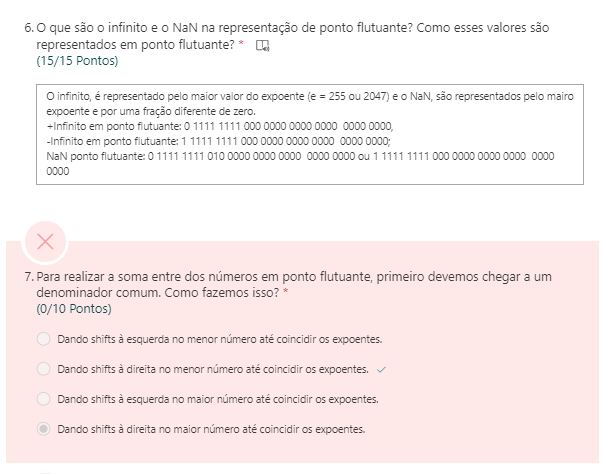 6. O que são o infinito e o NaN na representação de ponto flutuante? Como esses valores são
representados em ponto flutuante? *
(15/15 Pontos)
O infinito, é representado pelo maior valor do expoente (e = 255 ou 2047) e o NaN, são representados pelo mairo
expoente e por uma fração diferente de zero.
+Infinito em ponto flutuante: 0 1111 1111 000 0000 0000 0000 0000 0000,
-Infinito em ponto flutuante: 1 1111 1111 000 0000 0000 0000 0000 0000;
NaN ponto flutuante: 0 1111 1111 010 0000 0000 0000 0000 0000 ou 1 1111 1111 000 0000 0000 0000 0000
0000
7. Para realizar a soma entre dos números em ponto flutuante, primeiro devemos chegar a um
denominador comum. Como fazemos isso? *
(0/10 Pontos)
Dando shifts à esquerda no menor número até coincidir os expoentes.
Dando shifts à direita no menor número até coincidir os expoentes.
Dando shifts à esquerda no maior número até coincidir os expoentes.
Dando shifts à direita no maior número até coincidir os expoentes.